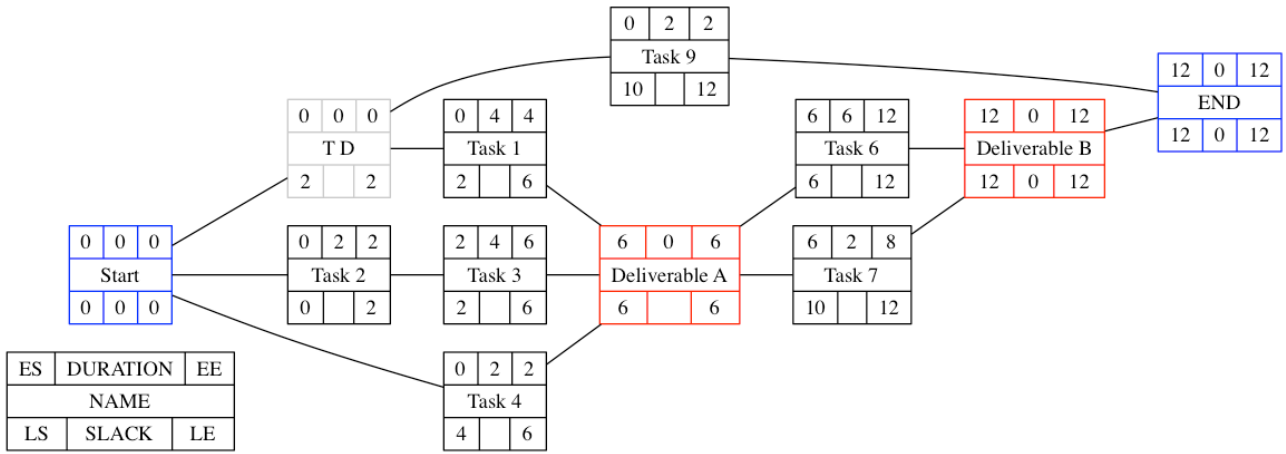 0 2 2
Task 9
10 12
12 0 12
END
12 0 12
0 0 0
T D
2 2
0 4 4
Task 1
2 6
6 6 12
Task 6
6 12
12 0 12
Deliverable B
12 0 12
0 0 0
Start
0 0 0
0 2 2
Task 2
0 2
2 4 6
Task 3
2 6
6 0 6
Deliverable A
6 6
6 2 8
Task 7
10 12
ES DURATION EE
NAME
LS SLACK LE
0 2 2
Task 4
4 6